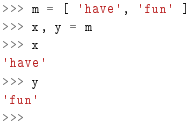 >>> m = [ 'have', 'fun' ]
>>> x, y = m
>>> x
'have'
>>> y
'fun'
>>>